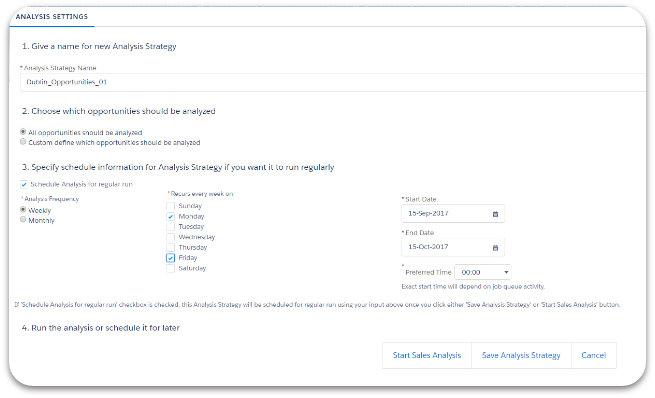 ANALYSIS SETTINGS
1. Give a name for new Analysis Strategy
* Analysis Strategy Name
Dublin_Opportunities_01
2. Choose which opportunities should be analyzed
All opportunities should be analyzed
Custom define which opportunities should be analyzed
3. Specify schedule information for Analysis Strategy if you want it to run regularly
Schedule Analysis for regular run
* Analysis Frequency
Weekly
Monthly
* Recurs every week on
Sunday
Monday
Tuesday
Wednesday
Thursday
Friday
Saturday
* Start Date
15-Sep-2017
* End Date
15-Oct-2017
* Preferred Time 00:00
Exact start time will depend on job queue activity.
If 'Schedule Analysis for regular run' checkbox is checked, this Analysis Strategy will be scheduled for regular run using your input above once you click either 'Save Analysis Strategy' or 'Start Sales Analysis' button.
4. Run the analysis or schedule it for later
Start Sales Analysis Save Analysis Strategy Cancel